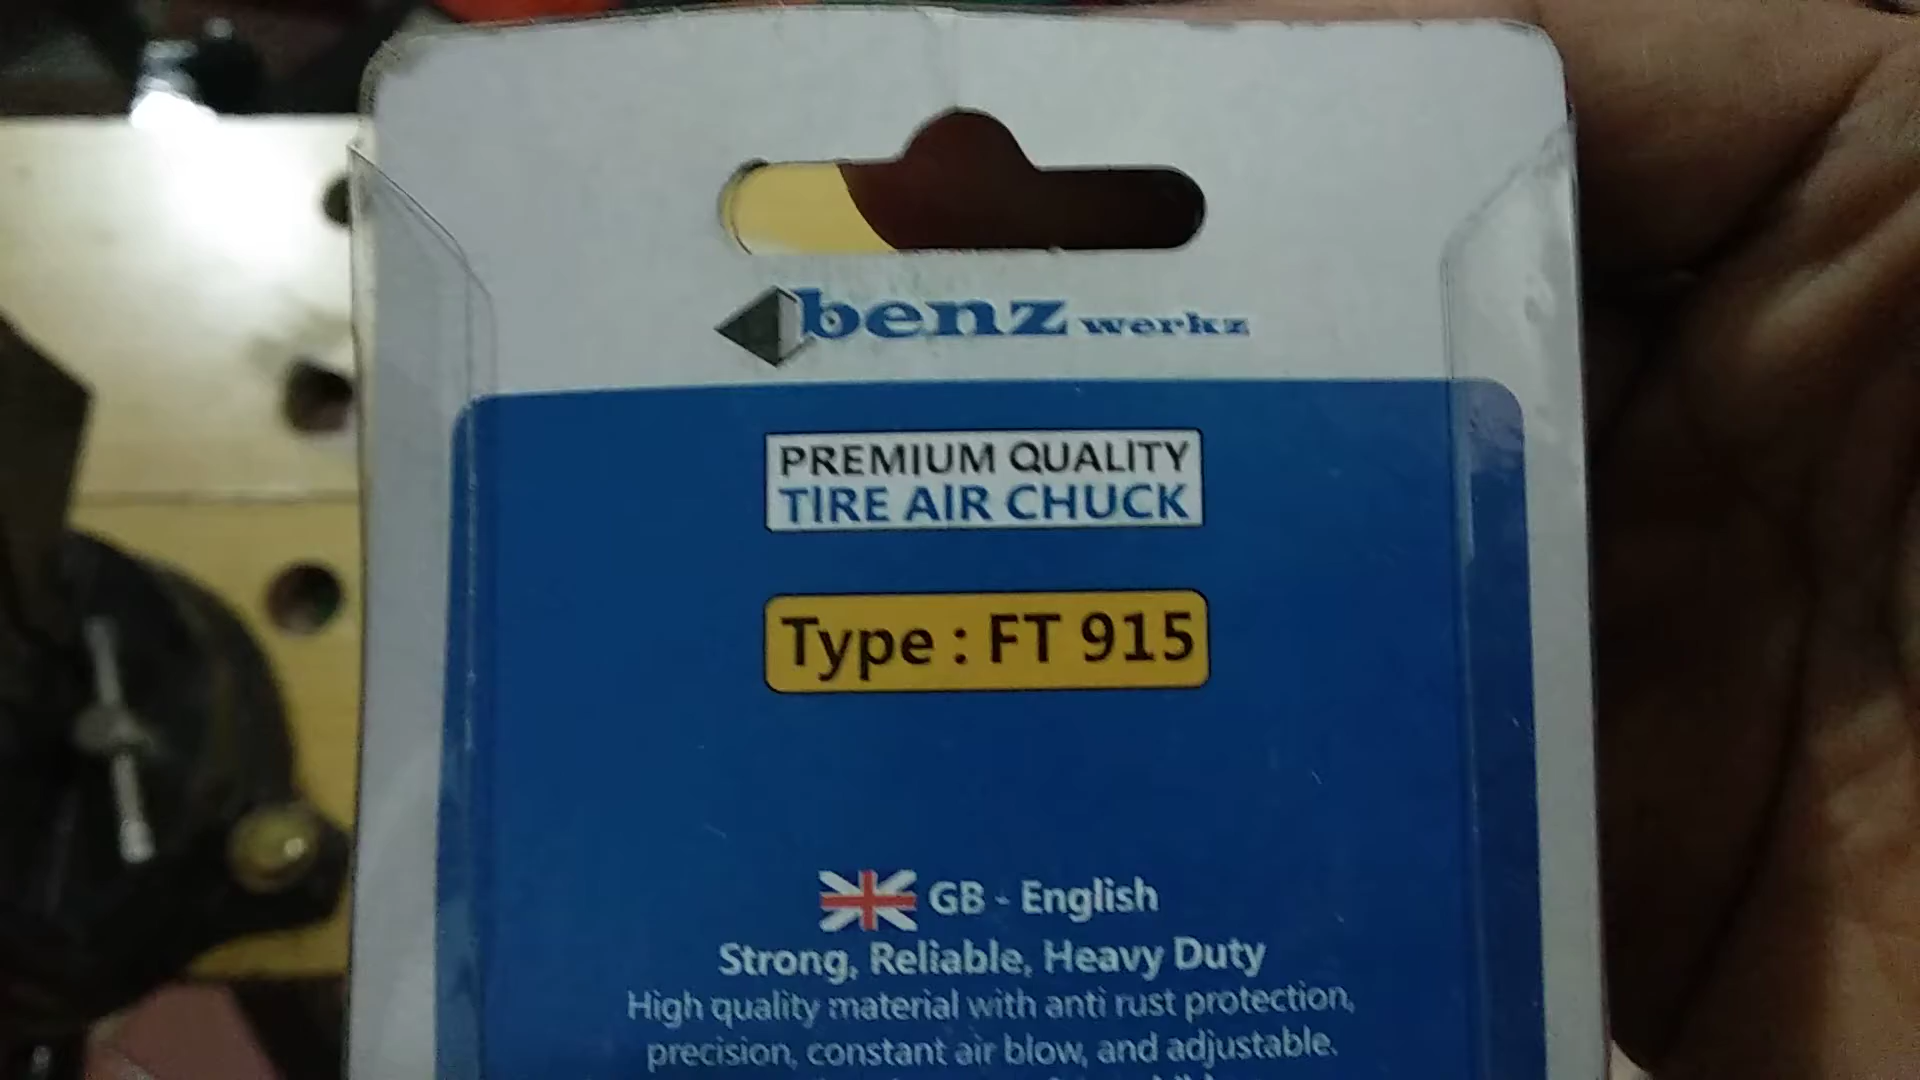 benz werkz
PREMIUM QUALITY
TIRE AIR CHUCK
Type : FT 915
GB - English
Strong, Reliable, Heavy Duty
High quality material with anti rust protection,
precision, constant air blow, and adjustable.